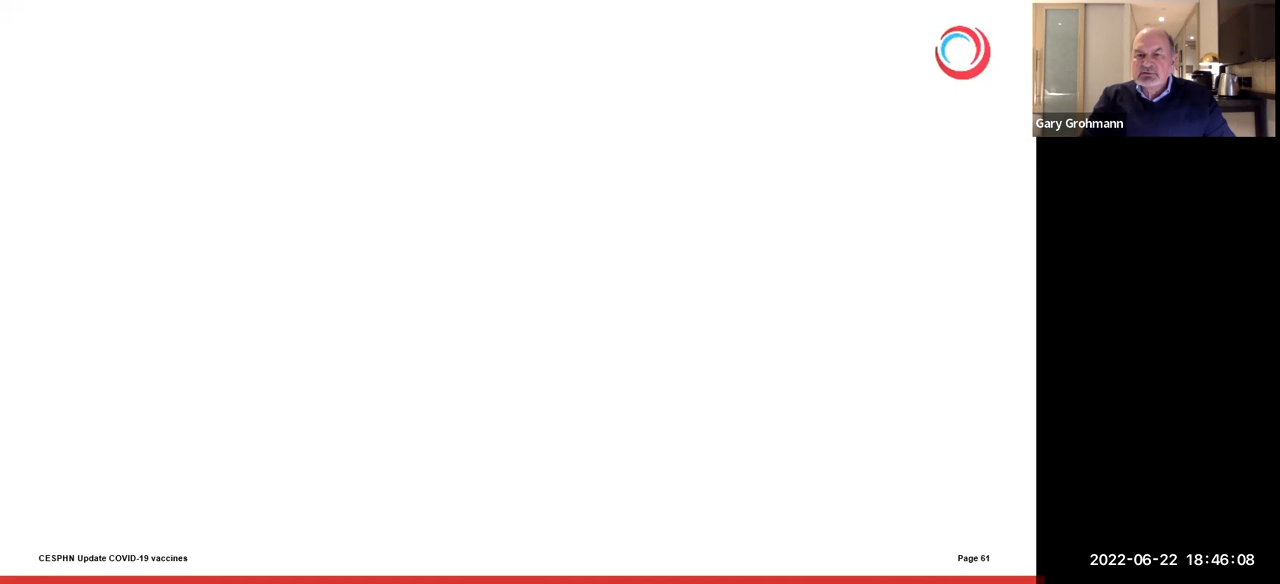 Gary Grohmann
CESPHN Update COVID-19 vaccines
Page 61
2022-06-22 18:46:08